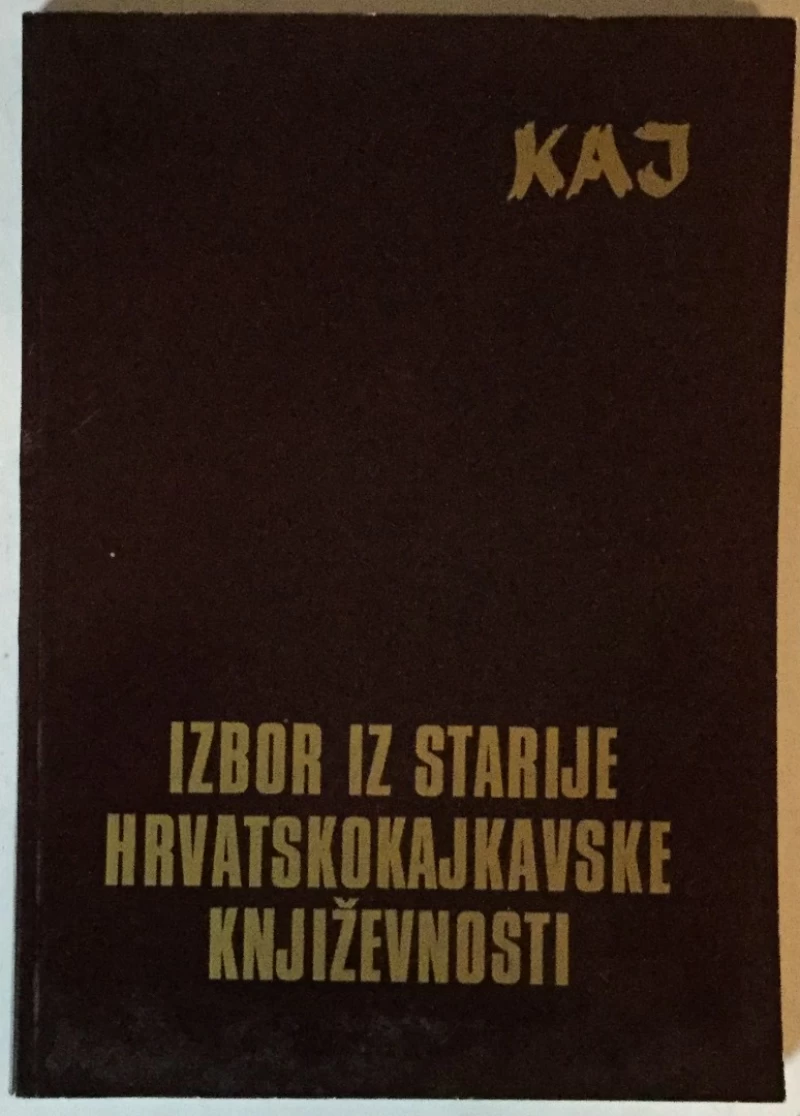 KAJ
IZBOR IZ STARIJE
HRVATSKOKAJKAVSKE
KNJIŽEVNOSTI